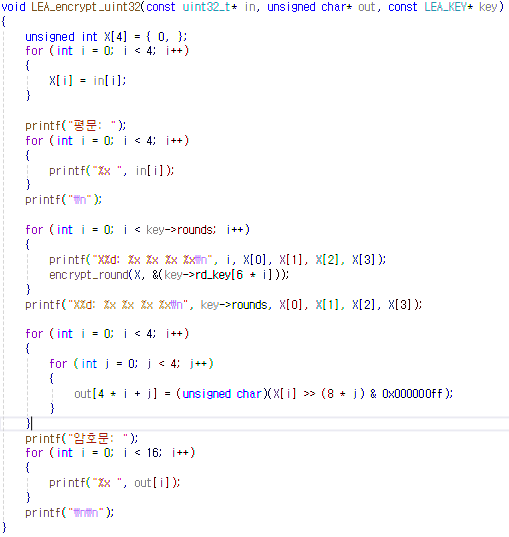 void LEA_encrypt_uint32(const uint32_t* in, unsigned char* out, const LEA_KEY* key)
{
    unsigned int X[4] = { 0, };
    for (int i = 0; i < 4; i++)
    {
        X[i] = in[i];
    }

    printf("평문: ");
    for (int i = 0; i < 4; i++)
    {
        printf("%x ", in[i]);
    }
    printf("₩n");

    for (int i = 0; i < key->rounds; i++)
    {
        printf("X%d: %x %x %x %x₩n", i, X[0], X[1], X[2], X[3]);
        encrypt_round(X, &(key->rd_key[6 * i]));
    }
    printf("X%d: %x %x %x %x₩n", key->rounds, X[0], X[1], X[2], X[3]);

    for (int i = 0; i < 4; i++)
    {
        for (int j = 0; j < 4; j++)
        {
            out[4 * i + j] = (unsigned char)(X[i] >> (8 * j) & 0x000000ff);
        }
    }
    printf("암호문: ");
    for (int i = 0; i < 16; i++)
    {
        printf("%x ", out[i]);
    }
    printf("₩n₩n");
}